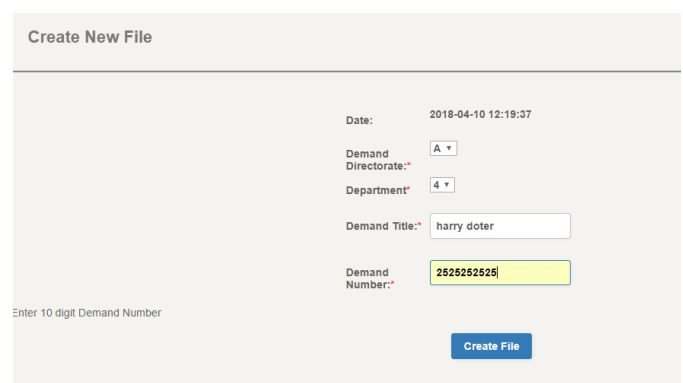 Create New File
Date: 2018-04-10 12:19:37
Demand Directorate:* A
Department* 4
Demand Title:* harry doter
Demand Number:* 2525252525
Enter 10 digit Demand Number
Create File